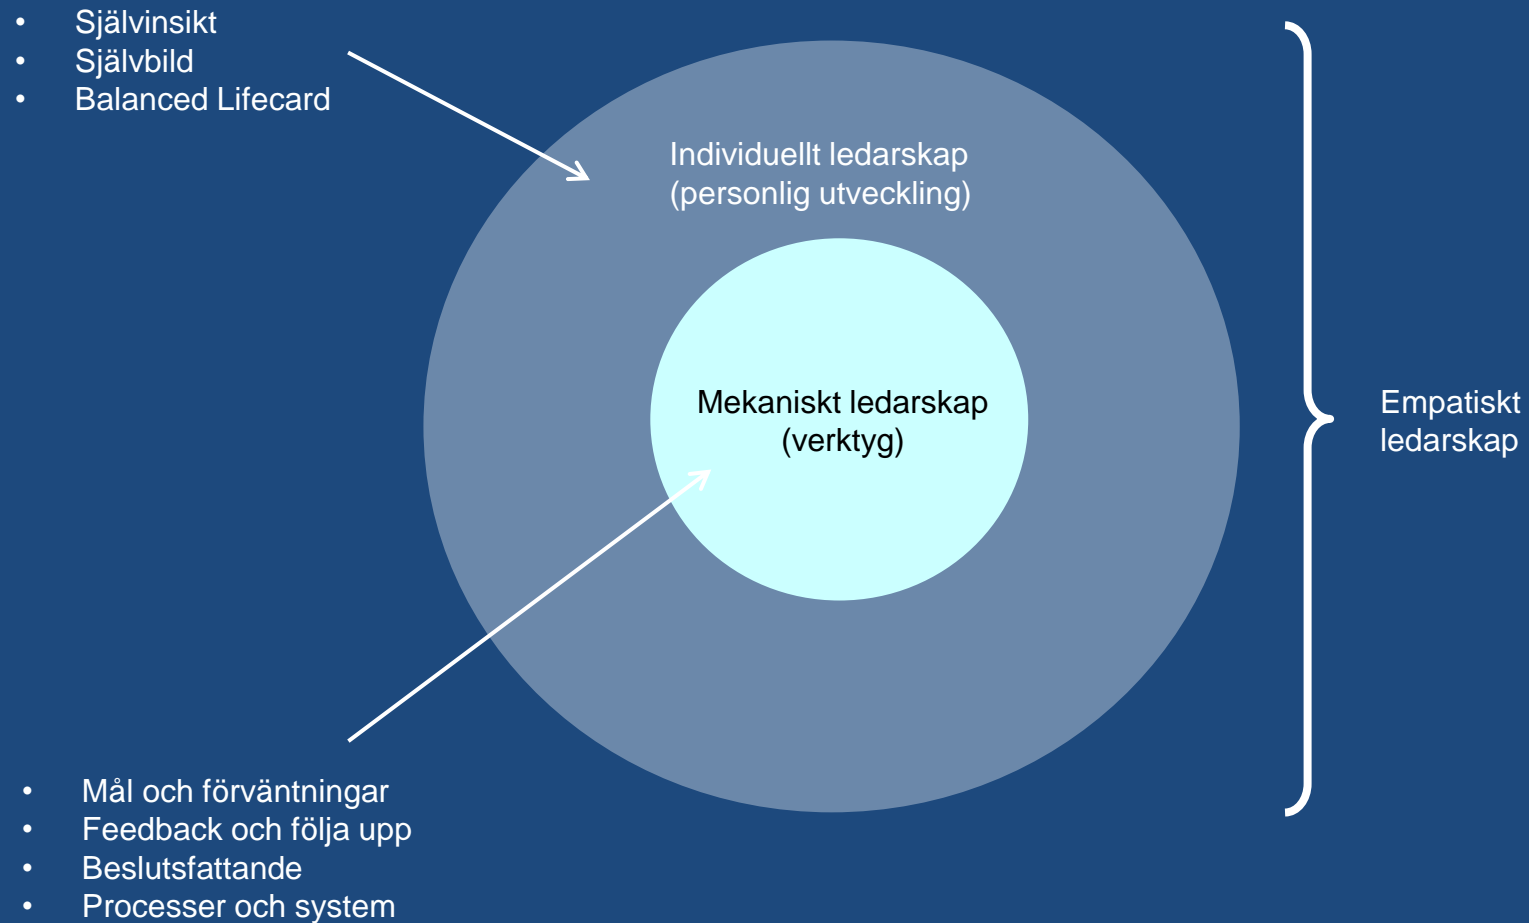 • Självinsikt
• Självbild
• Balanced Lifecard
Individuellt ledarskap
(personlig utveckling)
Mekaniskt ledarskap
(verktyg)
Empatiskt
ledarskap
• Mål och förväntningar
• Feedback och följa upp
• Beslutsfattande
• Processer och system